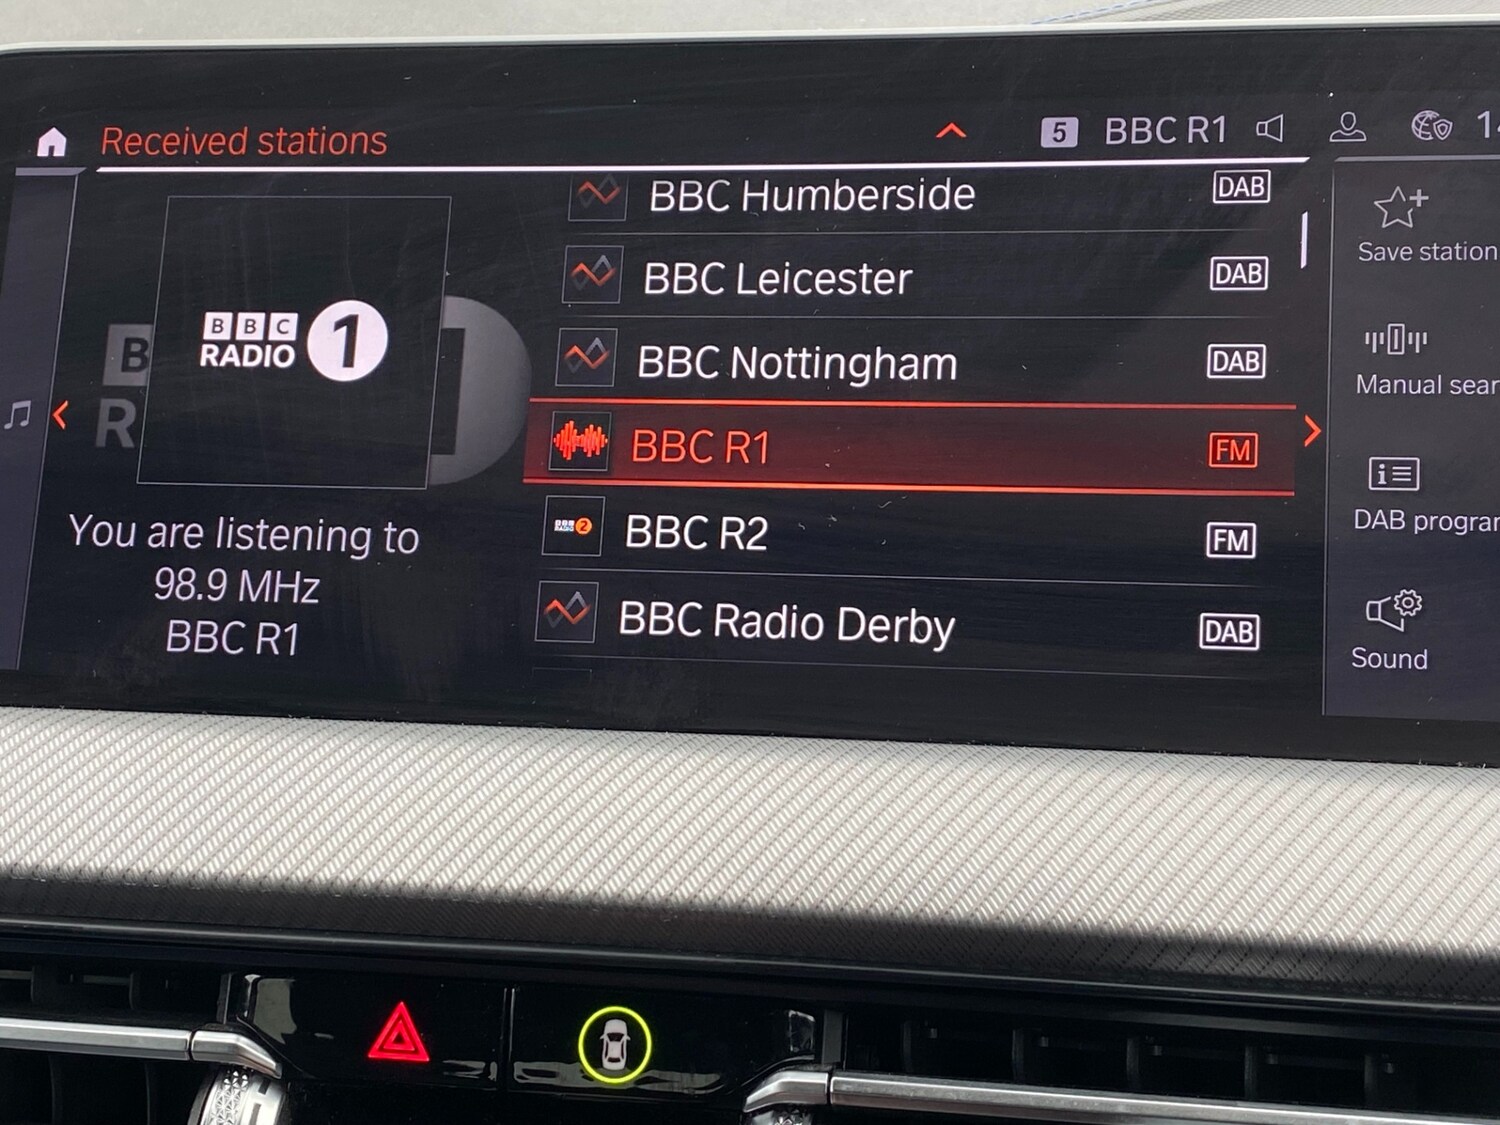 Received stations
5 BBC R1
BBC Humberside DAB
BBC Leicester DAB
BBC Nottingham DAB
BBC R1 FM
BBC R2 FM
BBC Radio Derby DAB
BBC
RADIO 1
B
R
You are listening to
98.9 MHz
BBC R1
Save station
Manual sear
DAB program
Sound